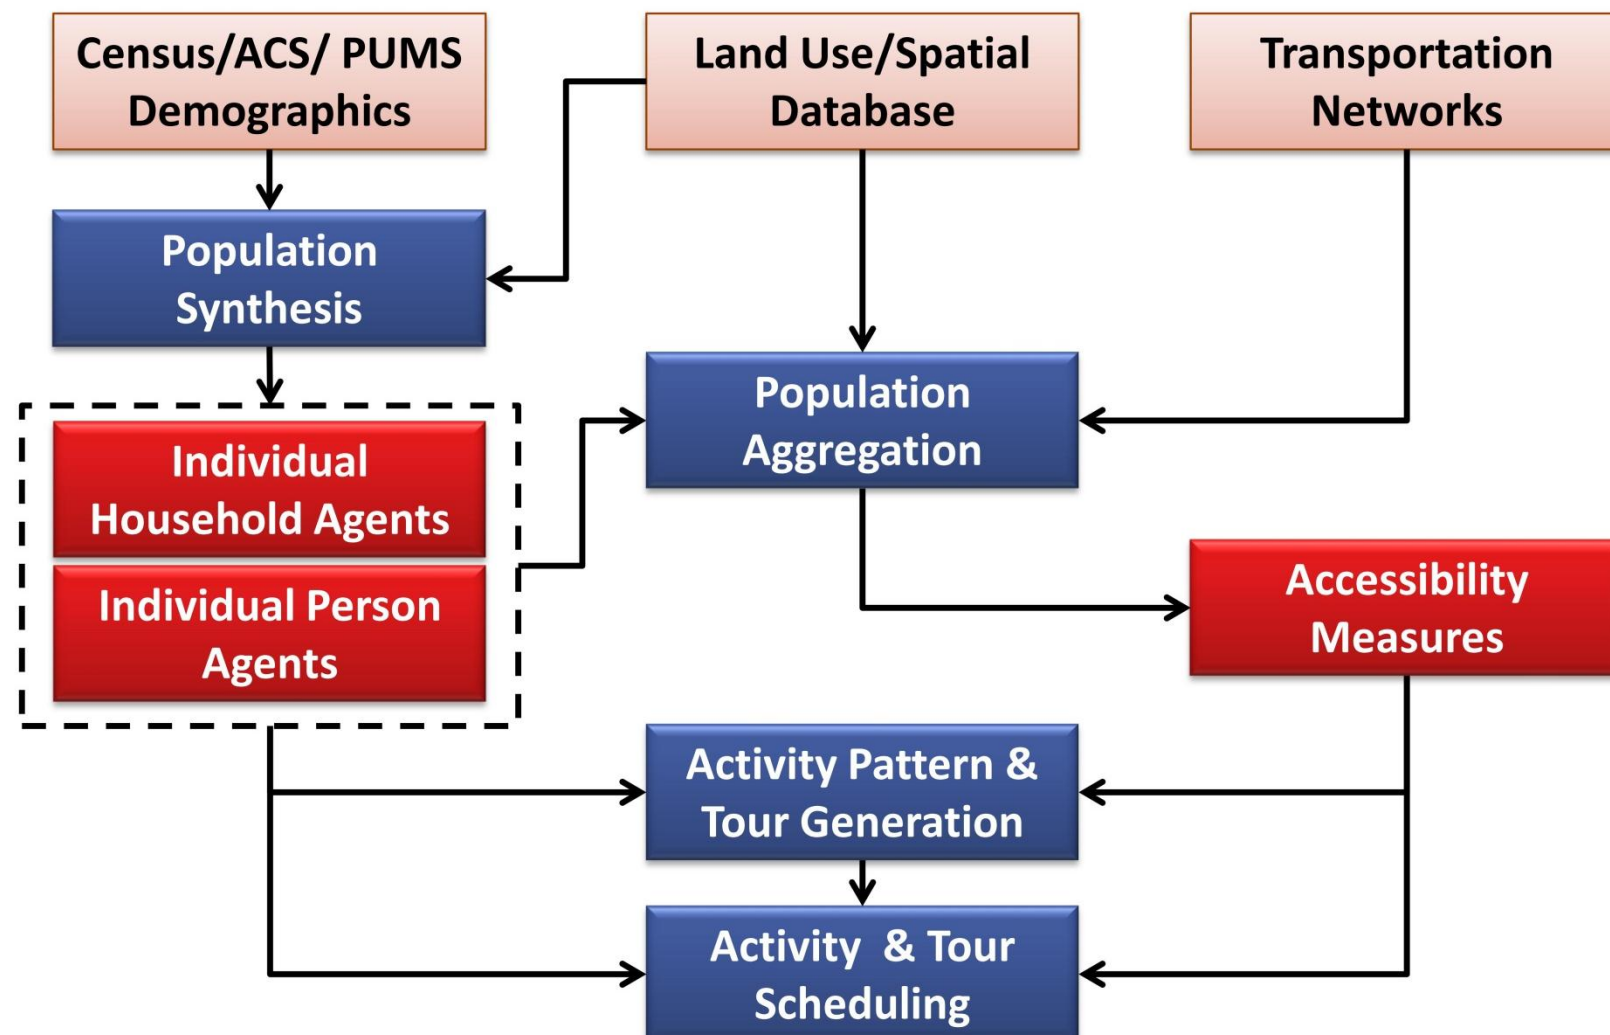 Census/ACS/ PUMS
Demographics
Land Use/Spatial
Database
Transportation
Networks
Population
Synthesis
Population
Aggregation
Individual
Household Agents
Individual Person
Agents
Accessibility
Measures
Activity Pattern &
Tour Generation
Activity  & Tour
Scheduling